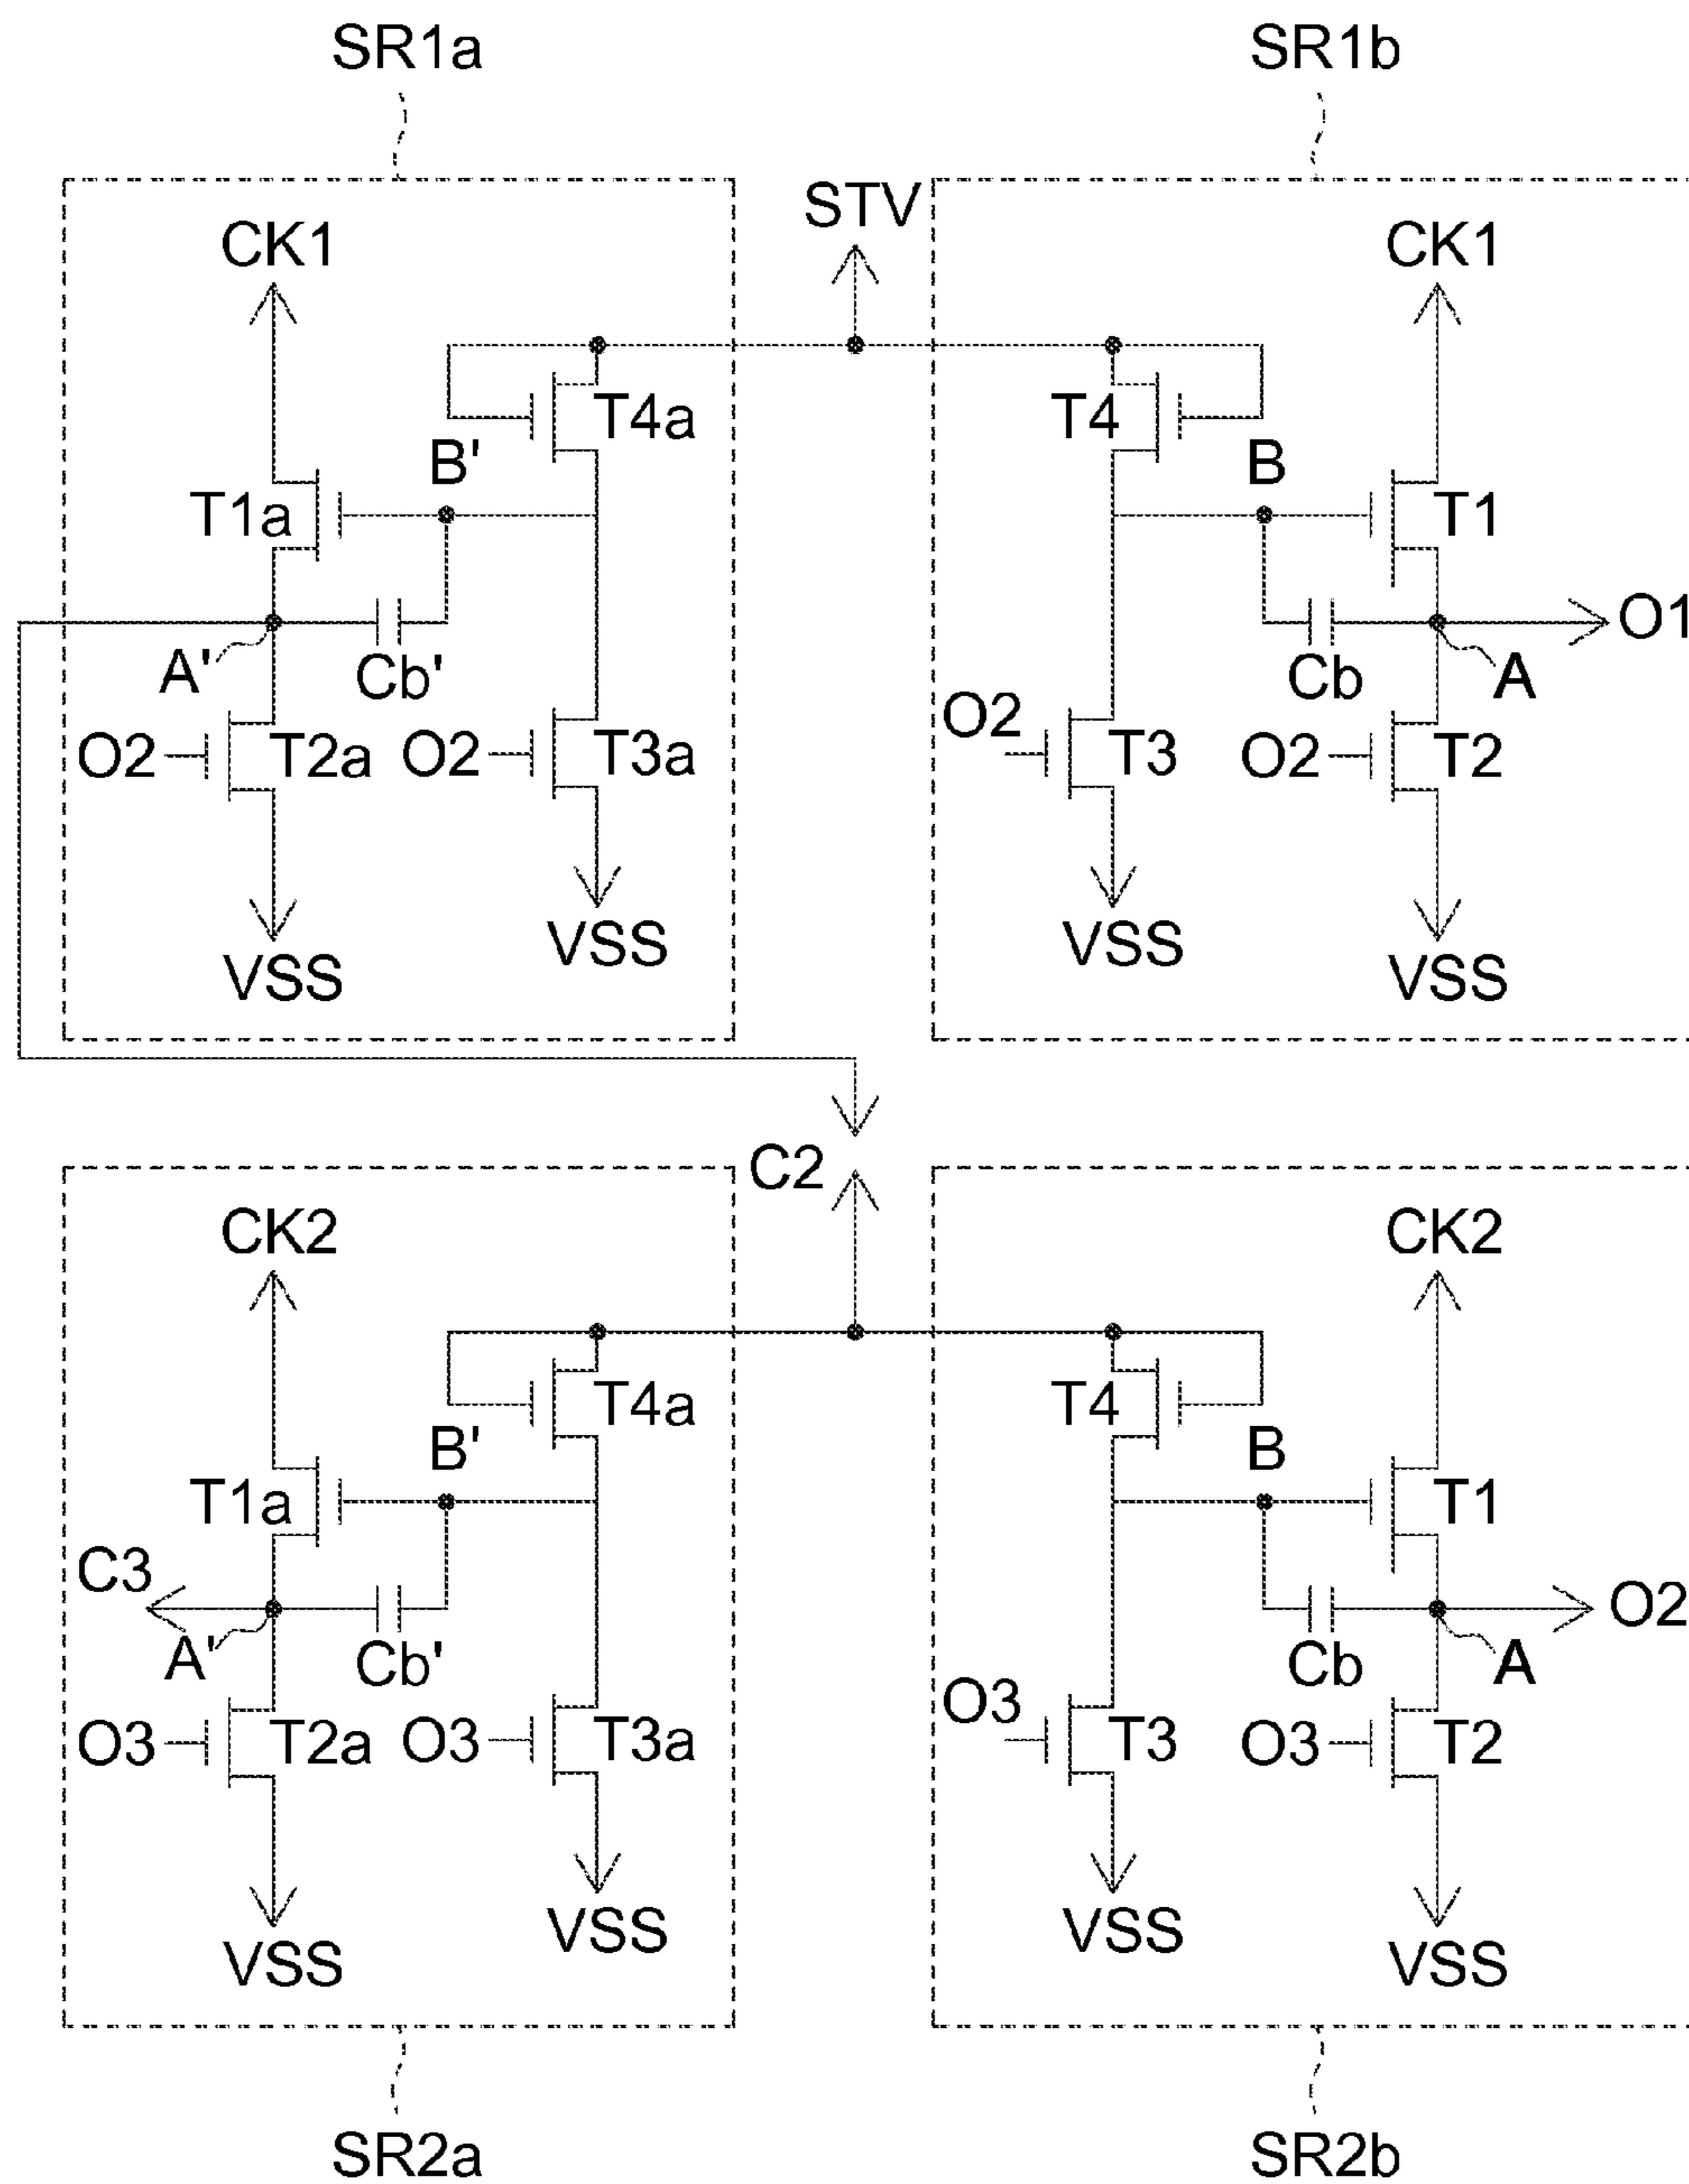 SR1a
SR1b
STV
CK1
CK1
T4a
T4
B'
B
T1a
T1
O1
A'
Cb'
Cb
A
O2
T2a
O2
T3a
O2
T3
O2
T2
VSS
VSS
VSS
VSS
C2
CK2
CK2
T4a
T4
B'
B
T1a
T1
C3
O2
A'
Cb'
Cb
A
O3
T2a
O3
T3a
O3
T3
O3
T2
VSS
VSS
VSS
VSS
SR2a
SR2b